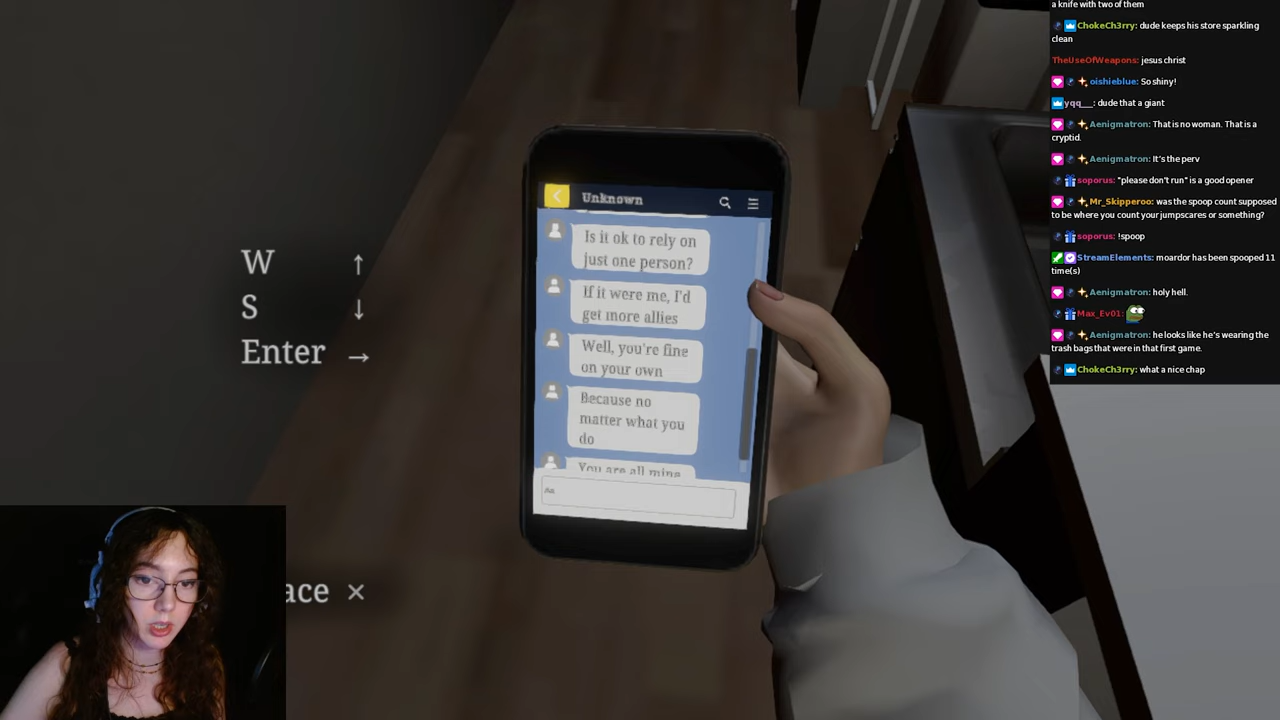 W ↑
S ↓
Enter →
ace ×
Unknown
Is it ok to rely on
just one person?
If it were me, I'd
get more allies
Well, you're fine
on your own
Because no
matter what you
do
You are all mine
Aa
a knife with two of them
ChokeCh3rry: dude keeps his store sparkling
clean
TheUseOfWeapons: jesus christ
oishieblue: So shiny!
yqq__: dude that a giant
Aenigmatron: That is no woman. That is a
cryptid.
Aenigmatron: It's the perv
soporus: "please don't run" is a good opener
Mr_Skipperoo: was the spoop count supposed
to be where you count your jumpscares or something?
soporus: !spoop
StreamElements: moardor has been spooped 11
time(s)
Aenigmatron: holy hell.
Max_Ev01:
Aenigmatron: he looks like he's wearing the
trash bags that were in that first game.
ChokeCh3rry: what a nice chap